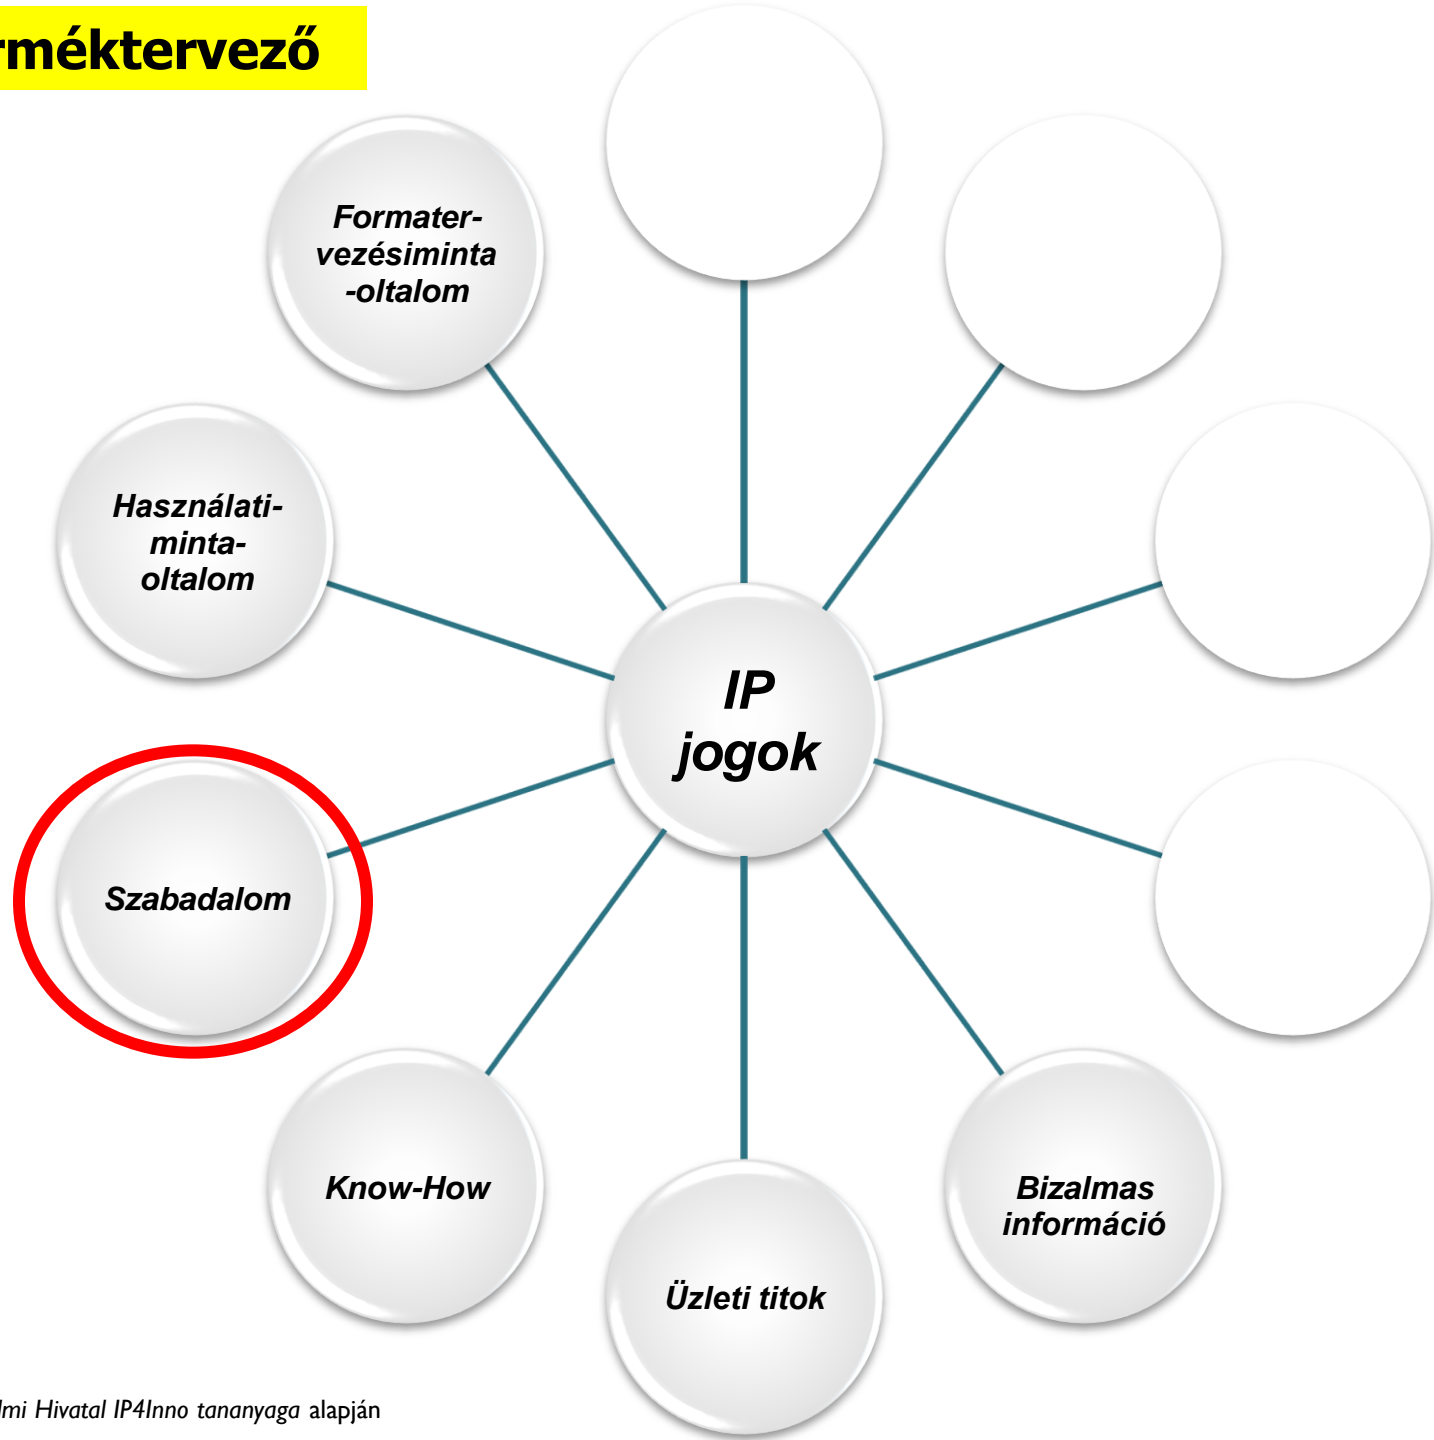 rméktervező
Formater-
vezésiminta
-oltalom
Használati-
minta-
oltalom
IP
jogok
Szabadalom
Know-How
Bizalmas
információ
Üzleti titok
lmi Hivatal IP4Inno tananyaga alapján